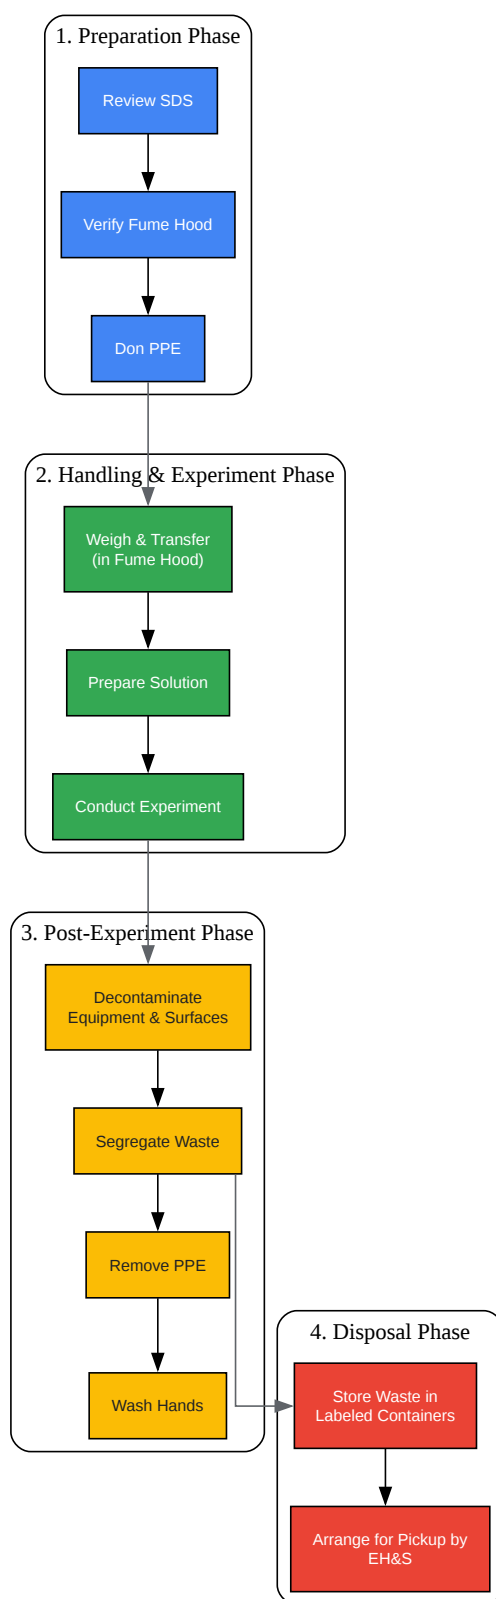 1. Preparation Phase
Review SDS
Verify Fume Hood
Don PPE
2. Handling & Experiment Phase
Weigh & Transfer
(in Fume Hood)
Prepare Solution
Conduct Experiment
3. Post-Experiment Phase
Decontaminate
Equipment & Surfaces
Segregate Waste
Remove PPE
Wash Hands
4. Disposal Phase
Store Waste in
Labeled Containers
Arrange for Pickup by
EH&S